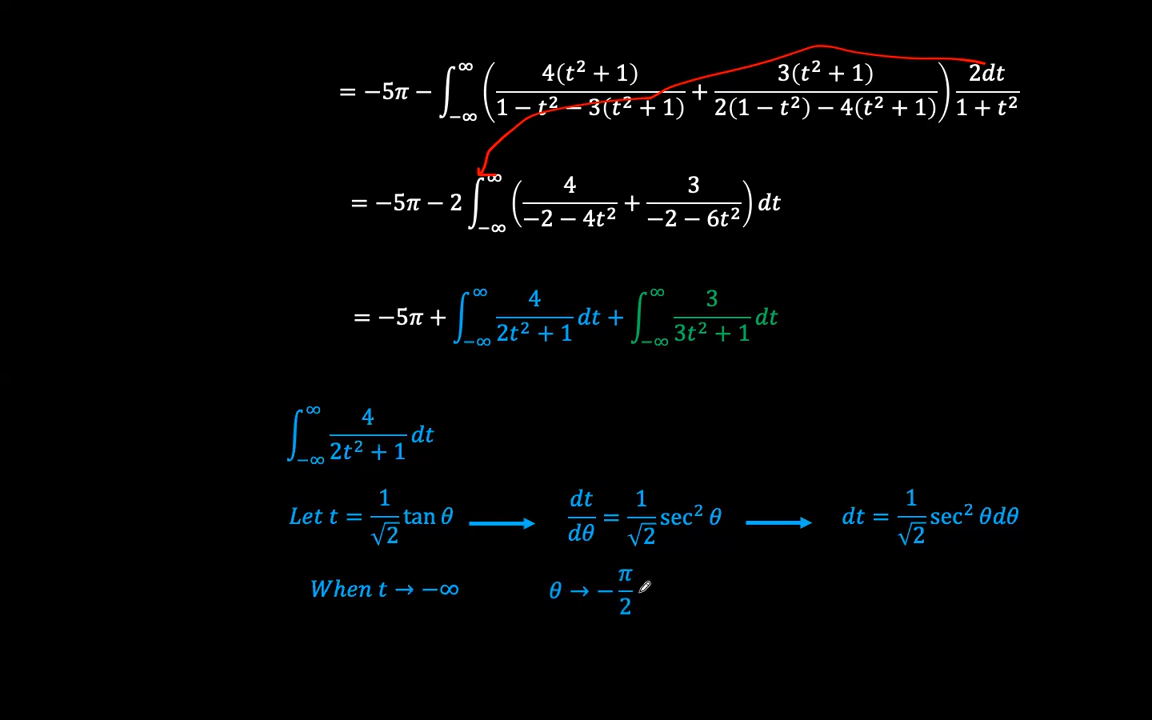 = −5π − ∫_{−∞}^{∞} ( 4(t² + 1) / (1 − t² − 3(t² + 1)) + 3(t² + 1) / (2(1 − t²) − 4(t² + 1)) ) 2dt / (1 + t²)
= −5π − 2 ∫_{−∞}^{∞} ( 4 / (−2 − 4t²) + 3 / (−2 − 6t²) ) dt
= −5π + ∫_{−∞}^{∞} 4 / (2t² + 1) dt + ∫_{−∞}^{∞} 3 / (3t² + 1) dt
∫_{−∞}^{∞} 4 / (2t² + 1) dt
Let t = 1/√2 tan θ → dt/dθ = 1/√2 sec² θ → dt = 1/√2 sec² θdθ
When t → −∞ θ → −π/2